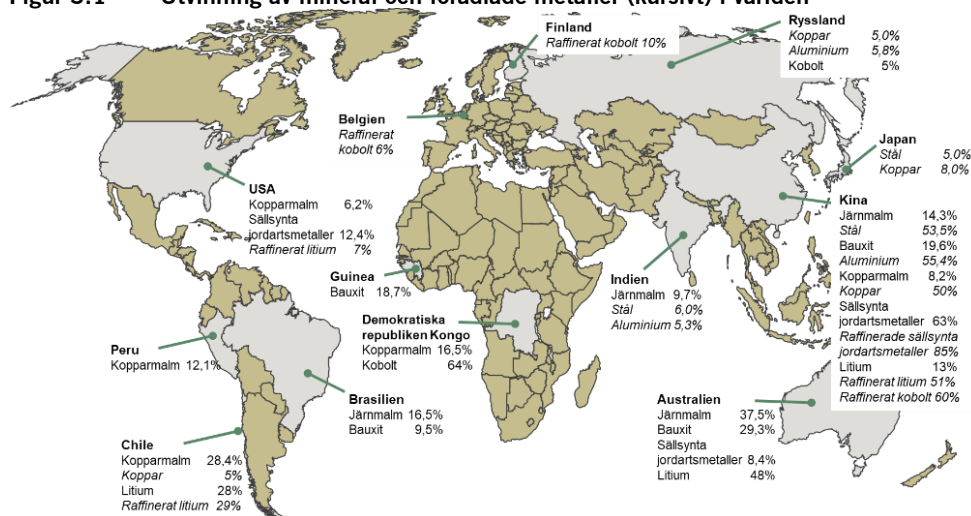 Figur 3.1 Utvinning av mineral och förädlade metaller (kursivt) i världen
Finland
Raffinerat kobolt 10%
Ryssland
Koppar 5,0%
Aluminium 5,8%
Kobolt 5%
Belgien
Raffinerat
kobolt 6%
Japan
Stål 5,0%
Koppar 8,0%
USA
Kopparmalm 6,2%
Sällsynta
jordartsmetaller 12,4%
Raffinerat litium 7%
Kina
Järnmalm 14,3%
Stål 53,5%
Bauxit 19,6%
Aluminium 55,4%
Kopparmalm 8,2%
Koppar 50%
Sällsynta
jordartsmetaller 63%
Raffinerade sällsynta
jordartsmetaller 85%
Litium 13%
Raffinerat litium 51%
Raffinerat kobolt 60%
Guinea
Bauxit 18,7%
Indien
Järnmalm 9,7%
Stål 6,0%
Aluminium 5,3%
Demokratiska
republiken Kongo
Kopparmalm 16,5%
Kobolt 64%
Peru
Kopparmalm 12,1%
Brasilien
Järnmalm 16,5%
Bauxit 9,5%
Australien
Järnmalm 37,5%
Bauxit 29,3%
Sällsynta
jordartsmetaller 8,4%
Litium 48%
Chile
Kopparmalm 28,4%
Koppar 5%
Litium 28%
Raffinerat litium 29%